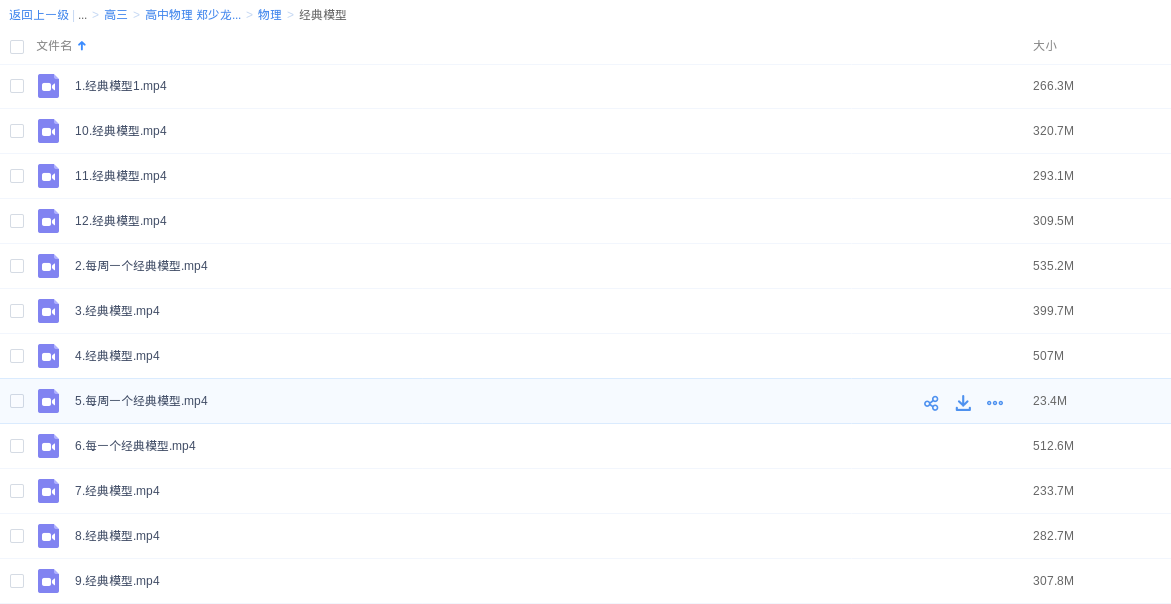 返回上一级 | ... > 高三 > 高中物理 郑少龙... > 物理 > 经典模型
文件名 大小
1.经典模型1.mp4 266.3M
10.经典模型.mp4 320.7M
11.经典模型.mp4 293.1M
12.经典模型.mp4 309.5M
2.每周一个经典模型.mp4 535.2M
3.经典模型.mp4 399.7M
4.经典模型.mp4 507M
5.每周一个经典模型.mp4 23.4M
6.每一个经典模型.mp4 512.6M
7.经典模型.mp4 233.7M
8.经典模型.mp4 282.7M
9.经典模型.mp4 307.8M